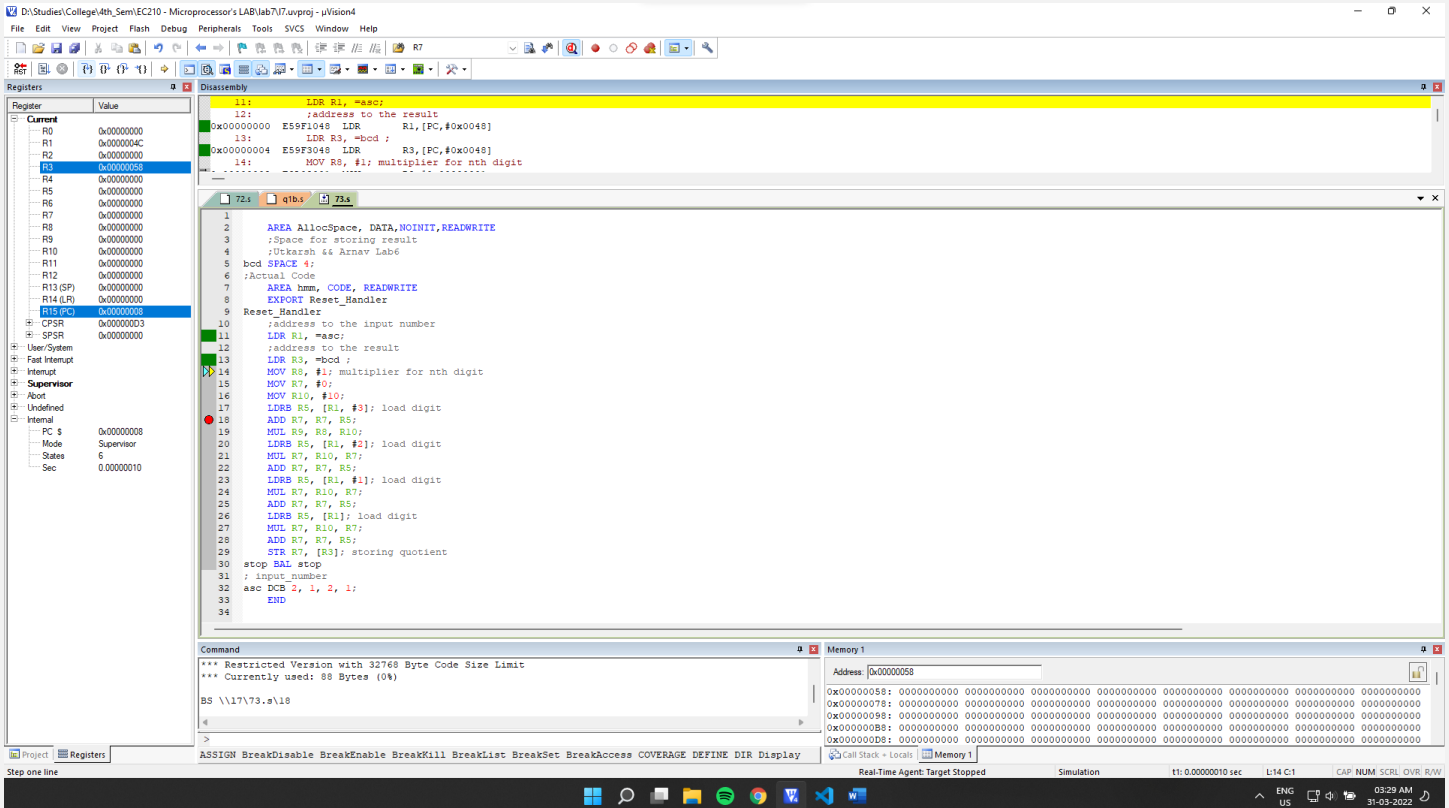 D:\Studies\College\4th_Sem\EC210 - Microprocessor's LAB\lab7\l7.uvproj - µVision4
File Edit View Project Flash Debug Peripherals Tools SVCS Window Help
R7
RST
Registers
Register Value
Current
R0 0x00000000
R1 0x0000004C
R2 0x00000000
R3 0x00000058
R4 0x00000000
R5 0x00000000
R6 0x00000000
R7 0x00000000
R8 0x00000000
R9 0x00000000
R10 0x00000000
R11 0x00000000
R12 0x00000000
R13 (SP) 0x00000000
R14 (LR) 0x00000000
R15 (PC) 0x00000008
CPSR 0x000000D3
SPSR 0x00000000
User/System
Fast Interrupt
Interrupt
Supervisor
Abort
Undefined
Internal
PC $ 0x00000008
Mode Supervisor
States 6
Sec 0.00000010
Project Registers
Disassembly
11: LDR R1, =asc;
12: ;address to the result
0x00000000 E59F1048 LDR R1,[PC,#0x0048]
13: LDR R3, =bcd ;
0x00000004 E59F3048 LDR R3,[PC,#0x0048]
14: MOV R8, #1; multiplier for nth digit
72.s q1b.s 73.s
1
2 AREA AllocSpace, DATA,NOINIT,READWRITE
3 ;Space for storing result
4 ;Utkarsh && Arnav Lab6
5 bcd SPACE 4;
6 ;Actual Code
7 AREA hmm, CODE, READWRITE
8 EXPORT Reset_Handler
9 Reset_Handler
10 ;address to the input number
11 LDR R1, =asc;
12 ;address to the result
13 LDR R3, =bcd ;
14 MOV R8, #1; multiplier for nth digit
15 MOV R7, #0;
16 MOV R10, #10;
17 LDRB R5, [R1, #3]; load digit
18 ADD R7, R7, R5;
19 MUL R9, R8, R10;
20 LDRB R5, [R1, #2]; load digit
21 MUL R7, R10, R7;
22 ADD R7, R7, R5;
23 LDRB R5, [R1, #1]; load digit
24 MUL R7, R10, R7;
25 ADD R7, R7, R5;
26 LDRB R5, [R1]; load digit
27 MUL R7, R10, R7;
28 ADD R7, R7, R5;
29 STR R7, [R3]; storing quotient
30 stop BAL stop
31 ; input_number
32 asc DCB 2, 1, 2, 1;
33 END
34
Command
*** Restricted Version with 32768 Byte Code Size Limit
*** Currently used: 88 Bytes (0%)
BS \\l7\73.s\18
>
ASSIGN BreakDisable BreakEnable BreakKill BreakList BreakSet BreakAccess COVERAGE DEFINE DIR Display
Memory 1
Address: 0x00000058
0x00000058: 0000000000 0000000000 0000000000 0000000000 0000000000 0000000000 0000000000 0000000000
0x00000078: 0000000000 0000000000 0000000000 0000000000 0000000000 0000000000 0000000000 0000000000
0x00000098: 0000000000 0000000000 0000000000 0000000000 0000000000 0000000000 0000000000 0000000000
0x000000B8: 0000000000 0000000000 0000000000 0000000000 0000000000 0000000000 0000000000 0000000000
0x000000D8: 0000000000 0000000000 0000000000 0000000000 0000000000 0000000000 0000000000 0000000000
Call Stack + Locals Memory 1
Step one line Real-Time Agent: Target Stopped Simulation t1: 0.00000010 sec L:14 C:1 CAP NUM SCRL OVR R/W
ENG
US
03:29 AM
31-03-2022